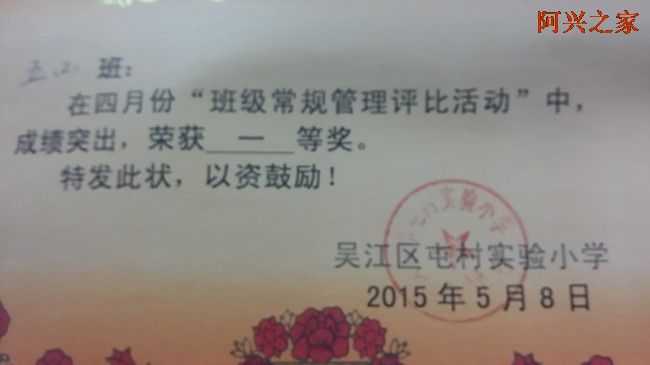 阿兴之家
五(2)班：
在四月份“班级常规管理评比活动”中，
成绩突出，荣获 一 等奖。
特发此状，以资鼓励！
吴江区屯村实验小学
2015年5月8日